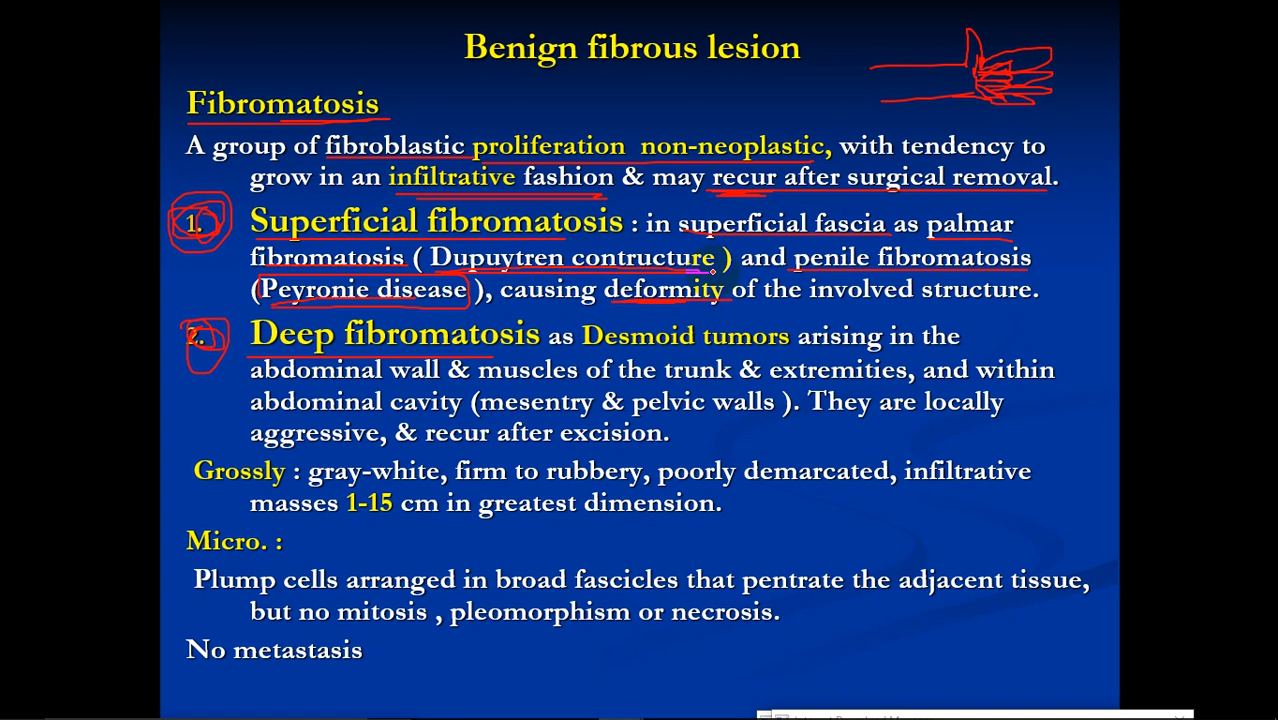 Benign fibrous lesion
Fibromatosis
A group of fibroblastic proliferation non-neoplastic, with tendency to
grow in an infiltrative fashion & may recur after surgical removal.
1. Superficial fibromatosis : in superficial fascia as palmar
fibromatosis ( Dupuytren contructure ) and penile fibromatosis
(Peyronie disease ), causing deformity of the involved structure.
2. Deep fibromatosis as Desmoid tumors arising in the
abdominal wall & muscles of the trunk & extremities, and within
abdominal cavity (mesentry & pelvic walls ). They are locally
aggressive, & recur after excision.
Grossly : gray-white, firm to rubbery, poorly demarcated, infiltrative
masses 1-15 cm in greatest dimension.
Micro. :
Plump cells arranged in broad fascicles that pentrate the adjacent tissue,
but no mitosis , pleomorphism or necrosis.
No metastasis